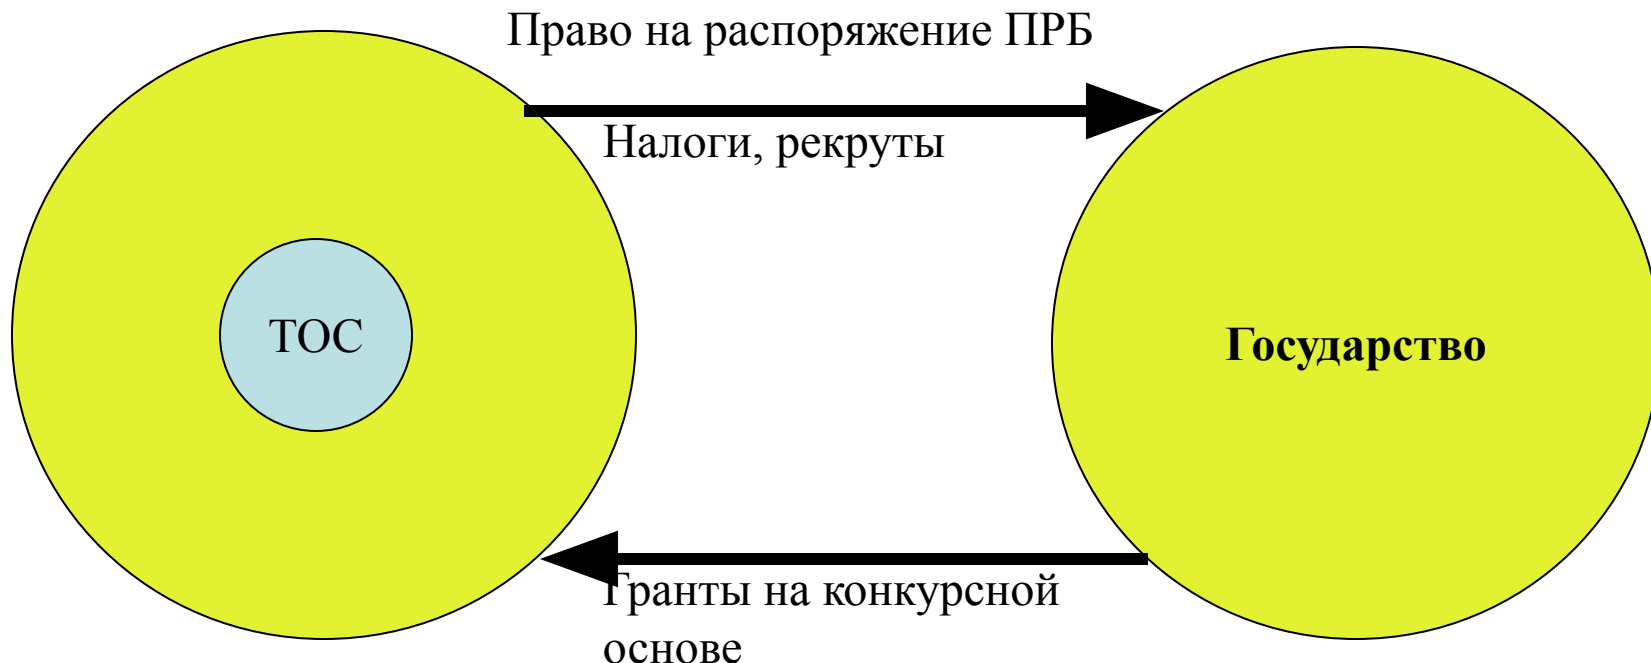 Право на распоряжение ПРБ
Налоги, рекруты
ТОС
Государство
Гранты на конкурсной
основе